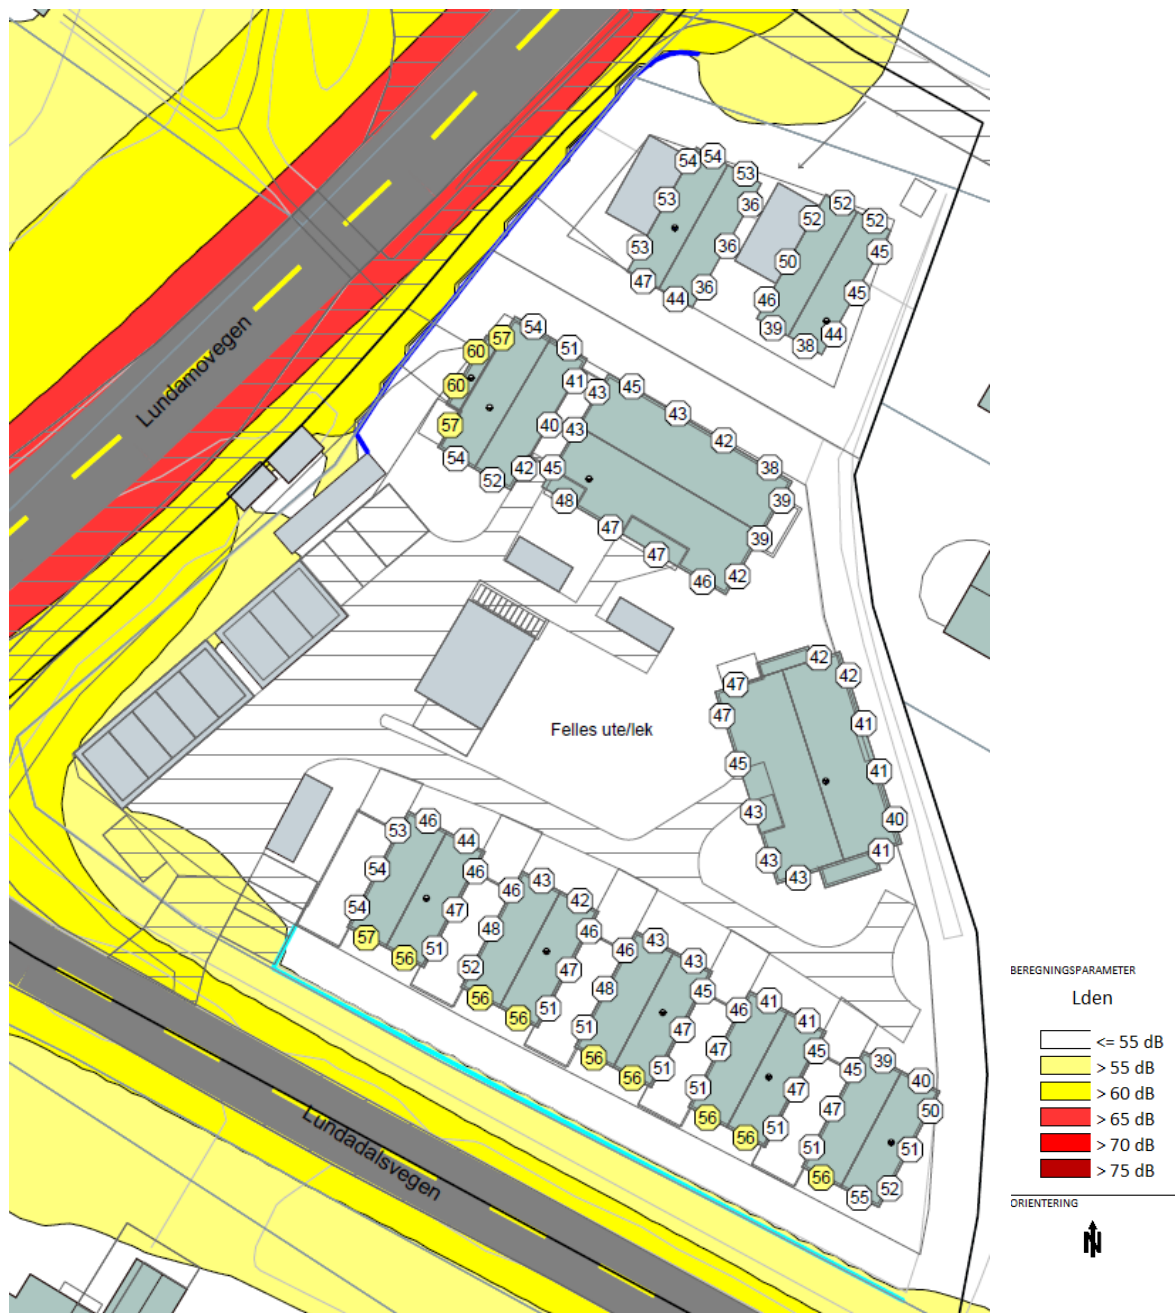 54 54 53
53 36
53 36
47 44 36
52 52 52
50 45
46 45
39 38 44
Lundamovegen
57 54 51
60
60 41
57 40
54 52 42
43 45 43 42 38
43 39
45 39
48 47 47 46 42
Felles ute/lek
47 42 42
47 41
45 41
43 40
43 43 41
53 46 44
54 46
54 47
57 56 51
46 43 42
48 46
52 47
56 56 51
46 43 43
48 45
51 47
56 56 51
46 41 41
47 45
51 47
56 56 51
45 39 40
47 50
51 51
56 55 52
Lundadalsvegen
BEREGNINGSPARAMETER
Lden
<= 55 dB
> 55 dB
> 60 dB
> 65 dB
> 70 dB
> 75 dB
ORIENTERING
N